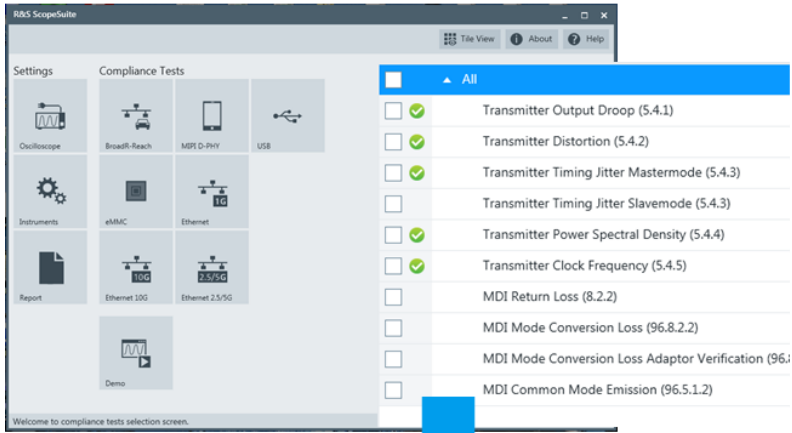 R&S ScopeSuite
Tile View About Help
Settings Compliance Tests
Oscilloscope BroadR-Reach MIPI D-PHY USB
Instruments eMMC 1G Ethernet
Report 10G Ethernet 10G 2.5/5G Ethernet 2.5/5G
Demo
Welcome to compliance tests selection screen.
All
Transmitter Output Droop (5.4.1)
Transmitter Distortion (5.4.2)
Transmitter Timing Jitter Mastermode (5.4.3)
Transmitter Timing Jitter Slavemode (5.4.3)
Transmitter Power Spectral Density (5.4.4)
Transmitter Clock Frequency (5.4.5)
MDI Return Loss (8.2.2)
MDI Mode Conversion Loss (96.8.2.2)
MDI Mode Conversion Loss Adaptor Verification (96.8
MDI Common Mode Emission (96.5.1.2)